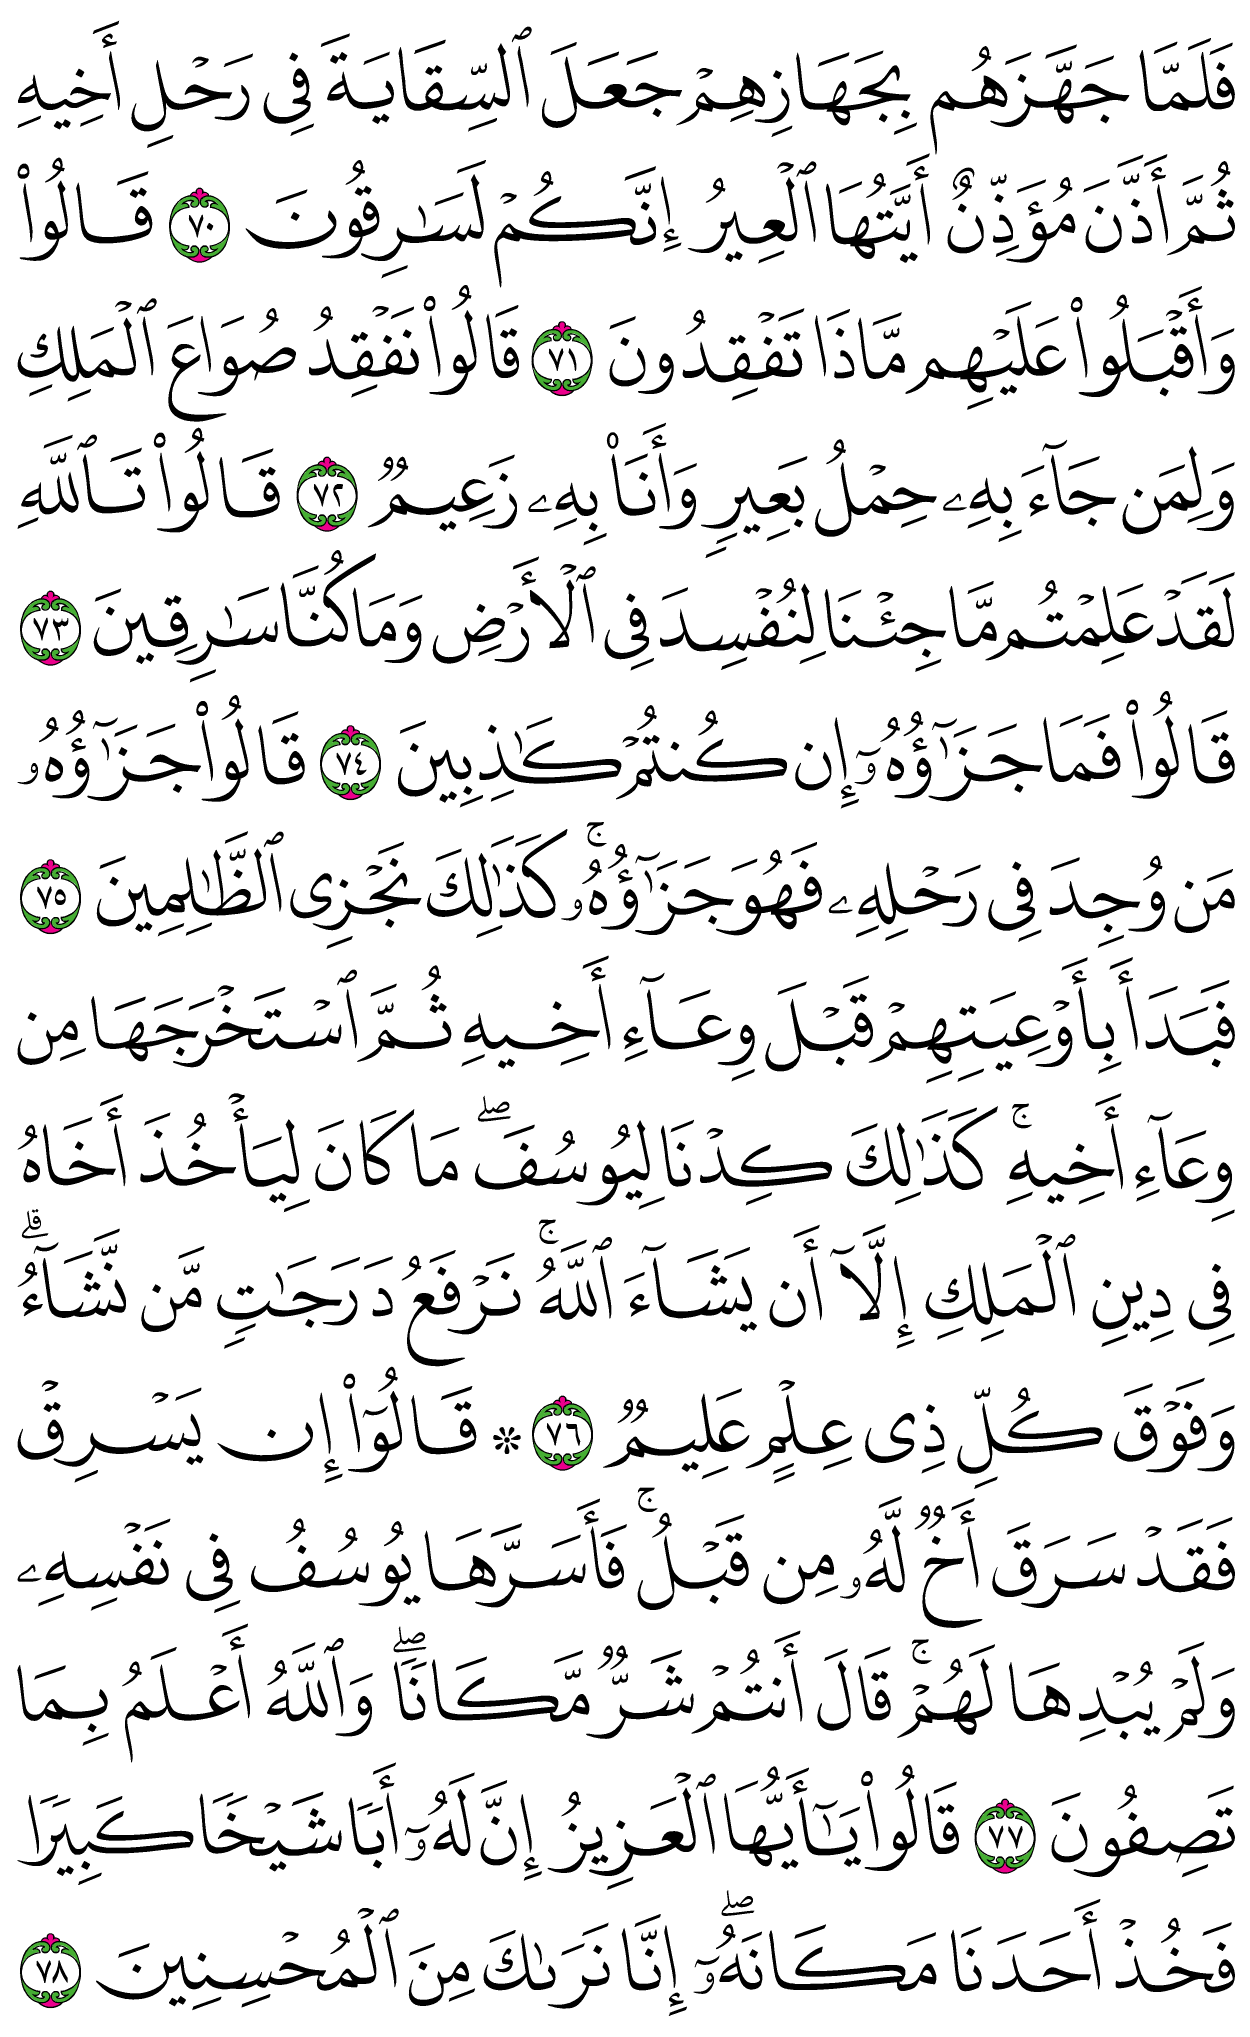 فَلَمَّا جَهَّزَهُم بِجَهَازِهِمۡ جَعَلَ ٱلسِّقَايَةَ فِى رَحۡلِ أَخِيهِ
ثُمَّ أَذَّنَ مُؤَذِّنٌ أَيَّتُهَا ٱلۡعِيرُ إِنَّكُمۡ لَسَـٰرِقُونَ ٧٠ قَالُواْ
وَأَقۡبَلُواْ عَلَيۡهِم مَّاذَا تَفۡقِدُونَ ٧١ قَالُواْ نَفۡقِدُ صُوَاعَ ٱلۡمَلِكِ
وَلِمَن جَآءَ بِهِۦ حِمۡلُ بَعِيرٖ وَأَنَا۠ بِهِۦ زَعِيمٞ ٧٢ قَالُواْ تَٱللَّهِ
لَقَدۡ عَلِمۡتُم مَّا جِئۡنَا لِنُفۡسِدَ فِى ٱلۡأَرۡضِ وَمَا كُنَّا سَـٰرِقِينَ ٧٣
قَالُواْ فَمَا جَزَـٰٓؤُهُۥٓ إِن كُنتُمۡ كَـٰذِبِينَ ٧٤ قَالُواْ جَزَـٰٓؤُهُۥ
مَن وُجِدَ فِى رَحۡلِهِۦ فَهُوَ جَزَـٰٓؤُهُۥۚ كَذَٰلِكَ نَجۡزِى ٱلظَّـٰلِمِينَ ٧٥
فَبَدَأَ بِأَوۡعِيَتِهِمۡ قَبۡلَ وِعَآءِ أَخِيهِ ثُمَّ ٱسۡتَخۡرَجَهَا مِن
وِعَآءِ أَخِيهِۚ كَذَٰلِكَ كِدۡنَا لِيُوسُفَۖ مَا كَانَ لِيَأۡخُذَ أَخَاهُ
فِى دِينِ ٱلۡمَلِكِ إِلَّآ أَن يَشَآءَ ٱللَّهُۚ نَرۡفَعُ دَرَجَـٰتٖ مَّن نَّشَآءُۗ
وَفَوۡقَ كُلِّ ذِى عِلۡمٍ عَلِيمٞ ٧٦ ۞ قَالُوٓاْ إِن يَسۡرِقۡ
فَقَدۡ سَرَقَ أَخٞ لَّهُۥ مِن قَبۡلُۚ فَأَسَرَّهَا يُوسُفُ فِى نَفۡسِهِۦ
وَلَمۡ يُبۡدِهَا لَهُمۡۚ قَالَ أَنتُمۡ شَرّٞ مَّكَانٗاۖ وَٱللَّهُ أَعۡلَمُ بِمَا
تَصِفُونَ ٧٧ قَالُواْ يَـٰٓأَيُّهَا ٱلۡعَزِيزُ إِنَّ لَهُۥٓ أَبٗا شَيۡخٗا كَبِيرٗا
فَخُذۡ أَحَدَنَا مَكَانَهُۥٓۖ إِنَّا نَرَىٰكَ مِنَ ٱلۡمُحۡسِنِينَ ٧٨